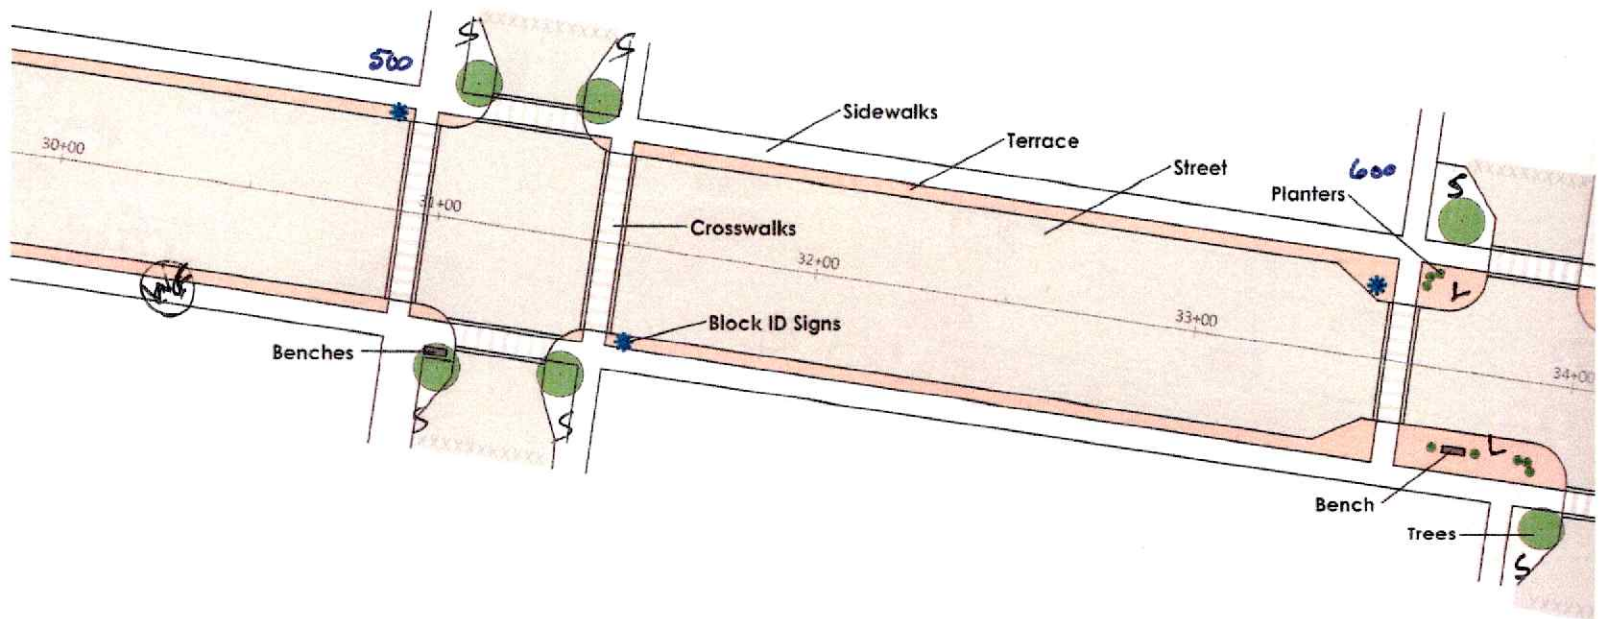 S
S
500
Sidewalks
30+00
Terrace
600
Street
S
Planters
31+00
Crosswalks
32+00
L
Block ID Signs
33+00
Benches
34+00
S
S
L
Bench
Trees
S